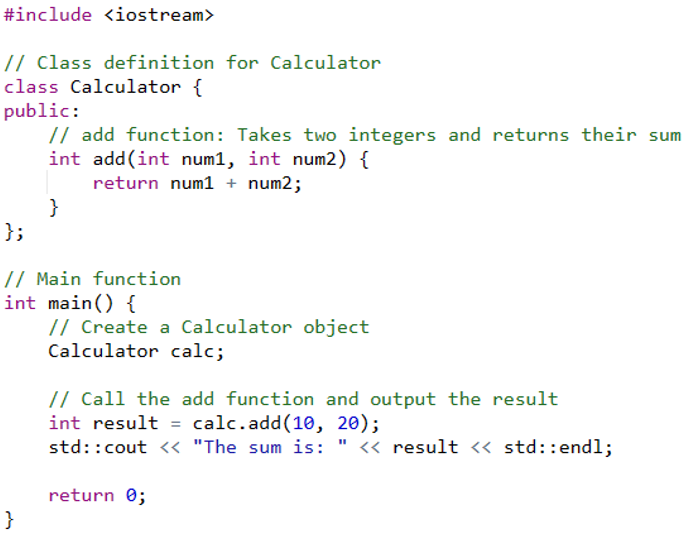 #include <iostream>

// Class definition for Calculator
class Calculator {
public:
    // add function: Takes two integers and returns their sum
    int add(int num1, int num2) {
        return num1 + num2;
    }
};

// Main function
int main() {
    // Create a Calculator object
    Calculator calc;

    // Call the add function and output the result
    int result = calc.add(10, 20);
    std::cout << "The sum is: " << result << std::endl;

    return 0;
}